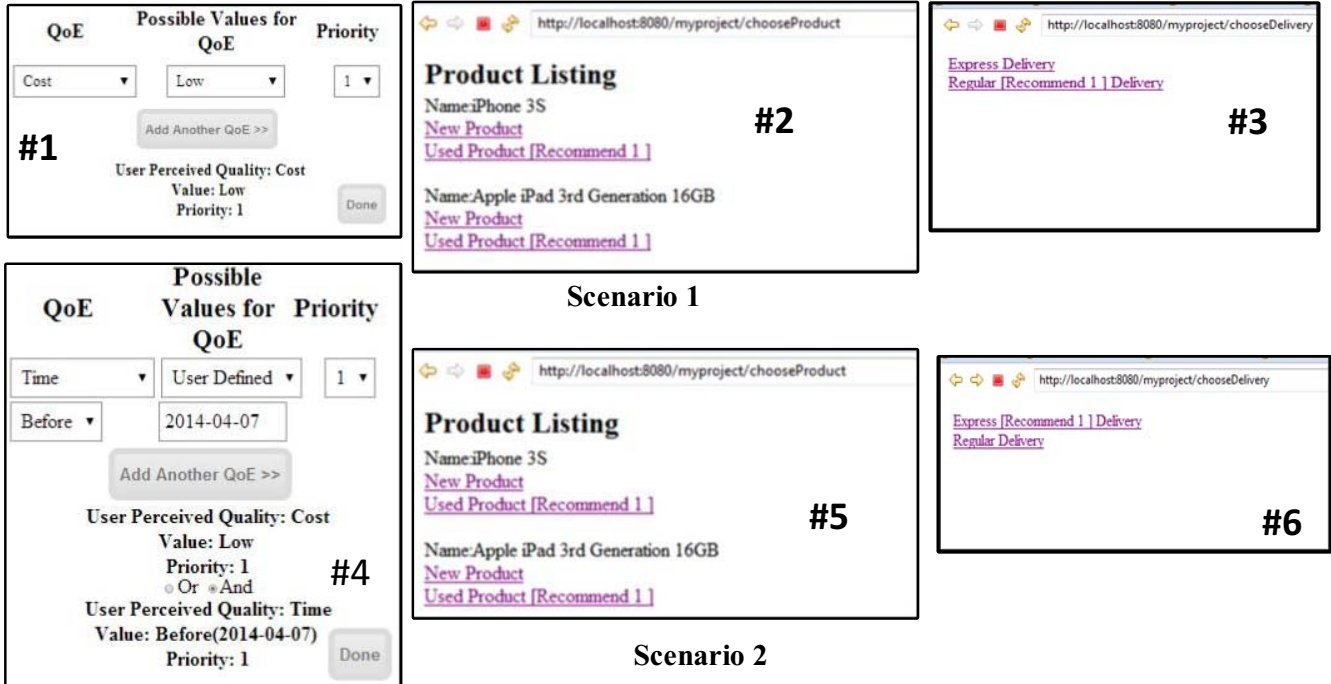 QoE Possible Values for QoE Priority
Cost Low 1
Add Another QoE >>
#1
User Perceived Quality: Cost
Value: Low
Priority: 1
Done
http://localhost:8080/myproject/chooseProduct
Product Listing
Name:iPhone 3S
New Product
Used Product [Recommend 1 ]
#2
Name:Apple iPad 3rd Generation 16GB
New Product
Used Product [Recommend 1 ]
http://localhost:8080/myproject/chooseDelivery
Express Delivery
Regular [Recommend 1 ] Delivery
#3
Scenario 1
QoE Possible Values for QoE Priority
Time User Defined 1
Before 2014-04-07
Add Another QoE >>
User Perceived Quality: Cost
Value: Low
Priority: 1
Or And
#4
User Perceived Quality: Time
Value: Before(2014-04-07)
Priority: 1
Done
http://localhost:8080/myproject/chooseProduct
Product Listing
Name:iPhone 3S
New Product
Used Product [Recommend 1 ]
#5
Name:Apple iPad 3rd Generation 16GB
New Product
Used Product [Recommend 1 ]
http://localhost:8080/myproject/chooseDelivery
Express [Recommend 1 ] Delivery
Regular Delivery
#6
Scenario 2